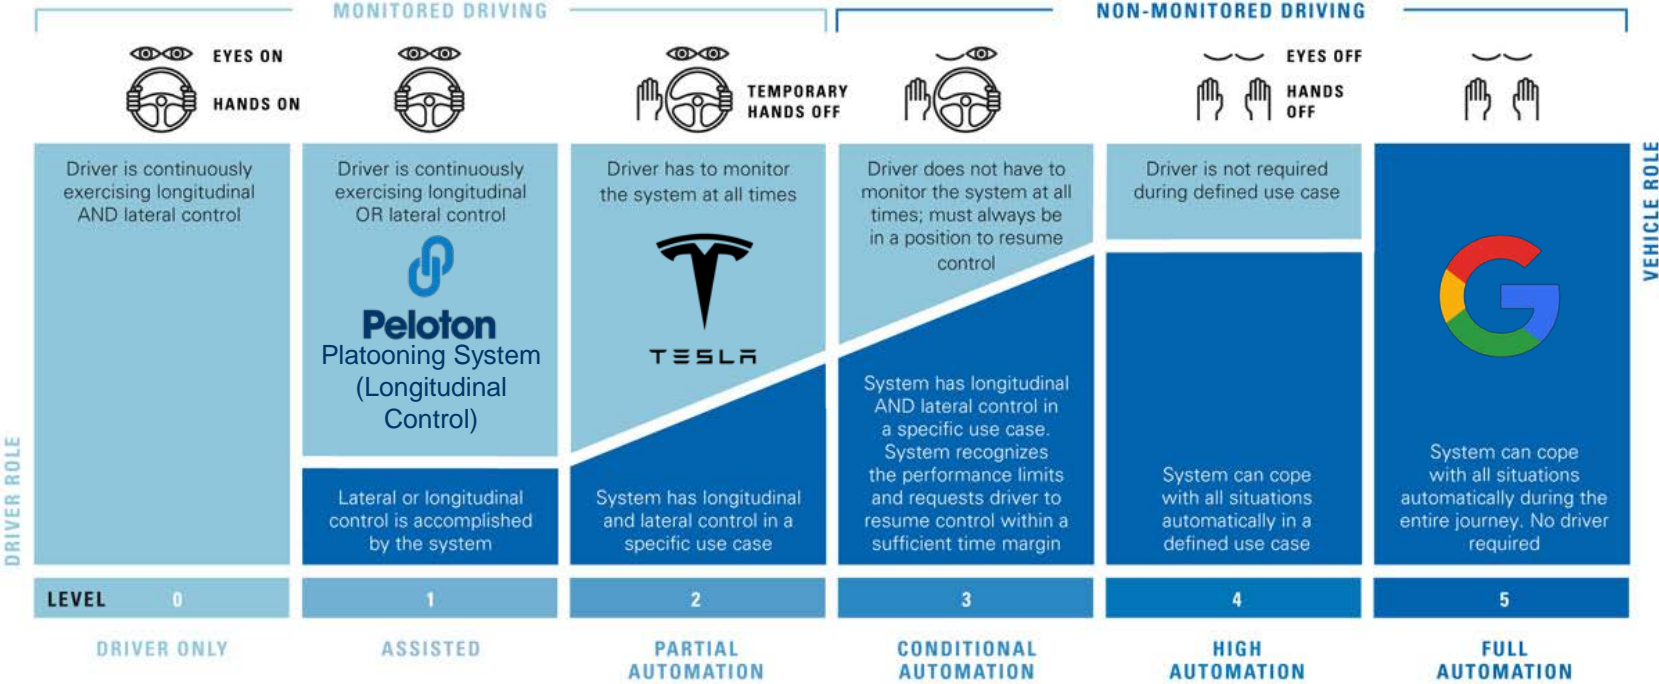 MONITORED DRIVING
NON-MONITORED DRIVING
EYES ON
HANDS ON
TEMPORARY
HANDS OFF
EYES OFF
HANDS
OFF
Driver is continuously
exercising longitudinal
AND lateral control
Driver is continuously
exercising longitudinal
OR lateral control
Peloton
Platooning System
(Longitudinal
Control)
Lateral or longitudinal
control is accomplished
by the system
Driver has to monitor
the system at all times
TESLA
System has longitudinal
and lateral control in a
specific use case
Driver does not have to
monitor the system at all
times; must always be
in a position to resume
control
System has longitudinal
AND lateral control in
a specific use case.
System recognizes
the performance limits
and requests driver to
resume control within a
sufficient time margin
Driver is not required
during defined use case
System can cope
with all situations
automatically in a
defined use case
G
System can cope
with all situations
automatically during the
entire journey. No driver
required
DRIVER ROLE
VEHICLE ROLE
LEVEL 0
1
2
3
4
5
DRIVER ONLY
ASSISTED
PARTIAL
AUTOMATION
CONDITIONAL
AUTOMATION
HIGH
AUTOMATION
FULL
AUTOMATION